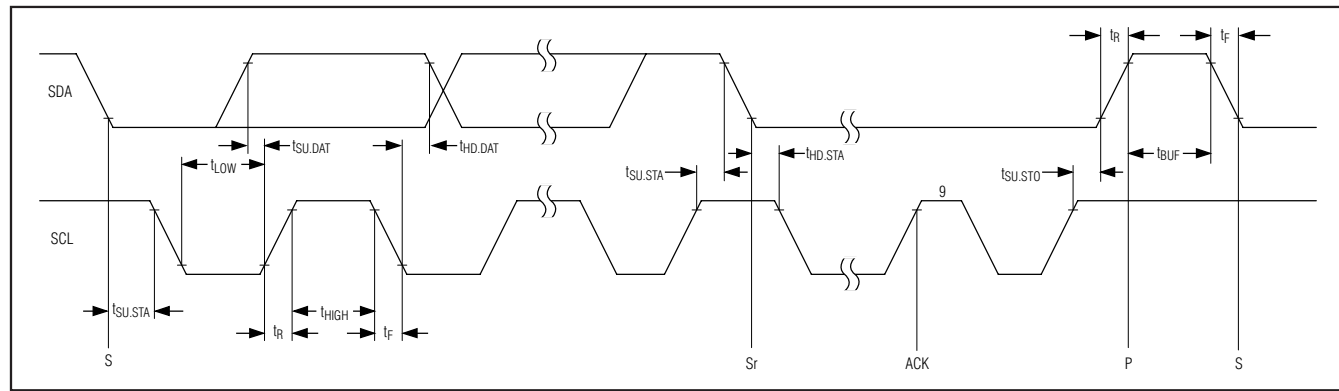 tR
tF
SDA
tSU.DAT
tHD.DAT
tLOW
tSU.STA
tHD.STA
tSU.STO
tBUF
9
SCL
tSU.STA
tR
tHIGH
tF
S
Sr
ACK
P
S